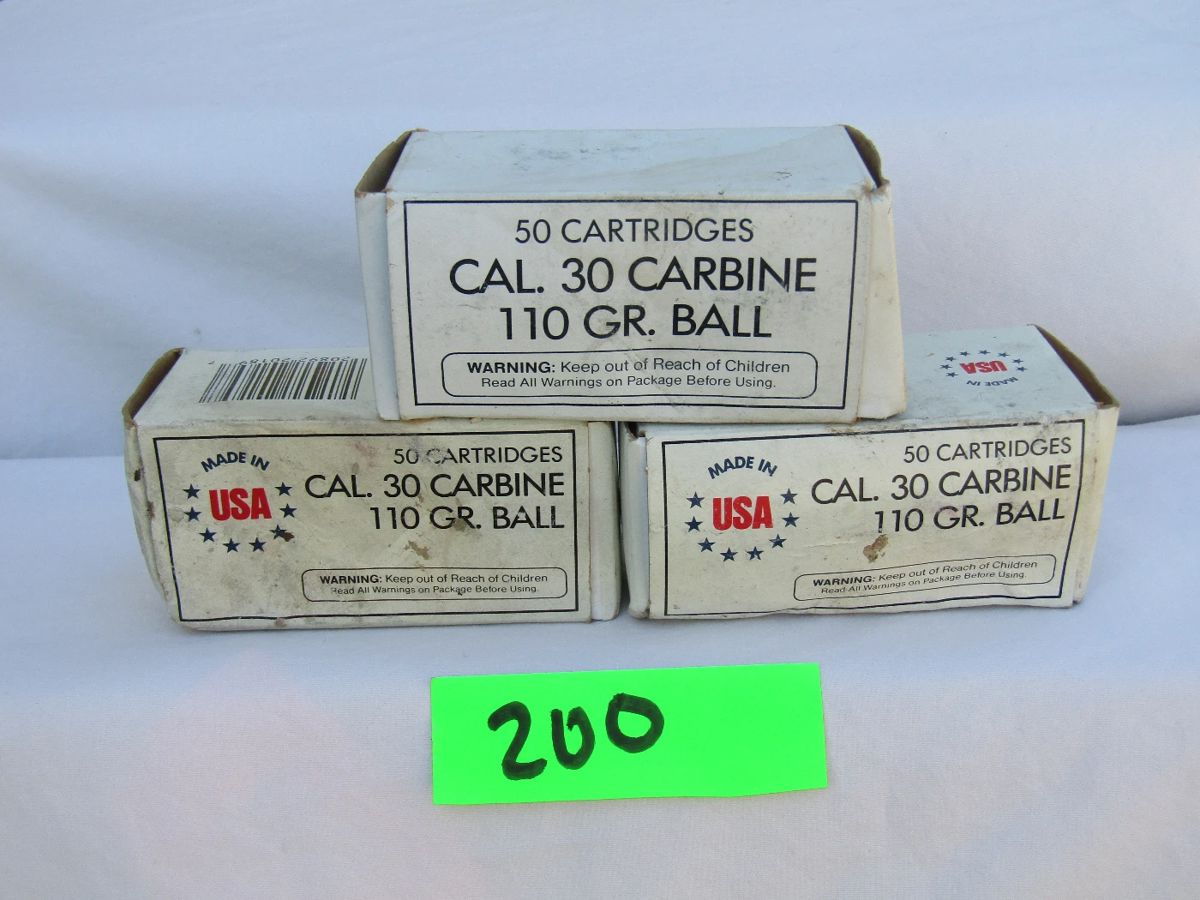 50 CARTRIDGES
CAL. 30 CARBINE
110 GR. BALL
WARNING: Keep out of Reach of Children
Read All Warnings on Package Before Using.
MADE IN
USA
50 CARTRIDGES
CAL. 30 CARBINE
110 GR. BALL
WARNING: Keep out of Reach of Children
Read All Warnings on Package Before Using.
MADE IN
USA
MADE IN
USA
50 CARTRIDGES
CAL. 30 CARBINE
110 GR. BALL
WARNING: Keep out of Reach of Children
Read All Warnings on Package Before Using.
200